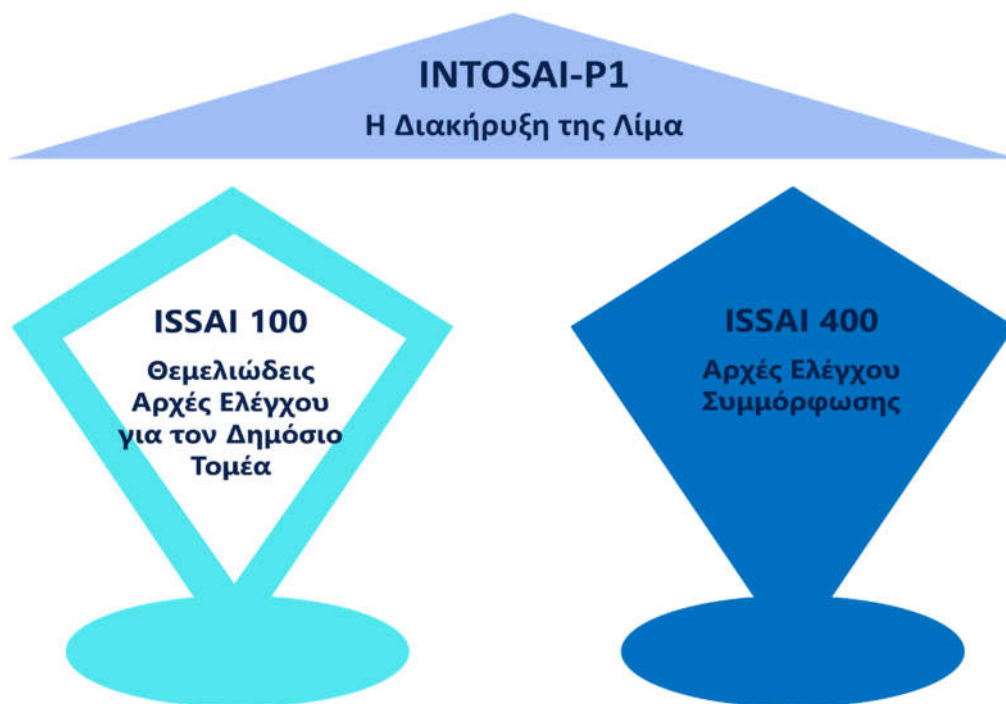 INTOSAI-P1
Η Διακήρυξη της Λίμα
ISSAI 100
Θεμελιώδεις
Αρχές Ελέγχου
για τον Δημόσιο
Τομέα
ISSAI 400
Αρχές Ελέγχου
Συμμόρφωσης